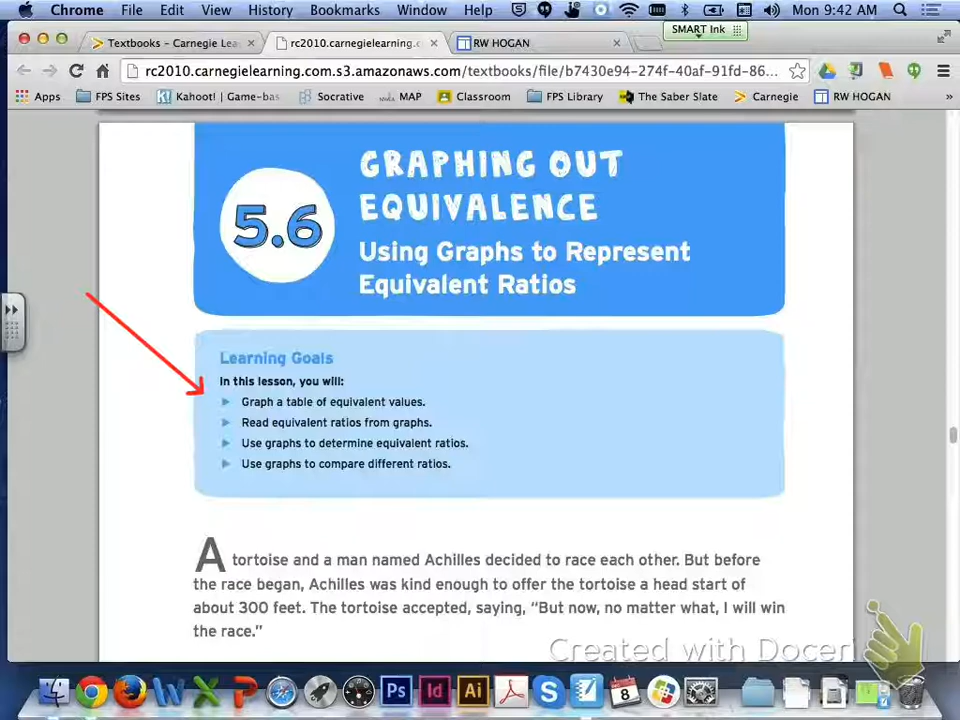 Chrome File Edit View History Bookmarks Window Help Mon 9:42 AM
SMART Ink
Textbooks – Carnegie Lea
rc2010.carnegielearning.c
RW HOGAN
rc2010.carnegielearning.com.s3.amazonaws.com/textbooks/file/b7430e94-274f-40af-91fd-86...
Apps FPS Sites Kahoot! | Game-bas Socrative MAP Classroom FPS Library The Saber Slate Carnegie RW HOGAN »
5.6
GRAPHING OUT
EQUIVALENCE
Using Graphs to Represent
Equivalent Ratios
Learning Goals
In this lesson, you will:
Graph a table of equivalent values.
Read equivalent ratios from graphs.
Use graphs to determine equivalent ratios.
Use graphs to compare different ratios.
A tortoise and a man named Achilles decided to race each other. But before
the race began, Achilles was kind enough to offer the tortoise a head start of
about 300 feet. The tortoise accepted, saying, “But now, no matter what, I will win
the race.”
Created with Doceri
Ps Id Ai 8